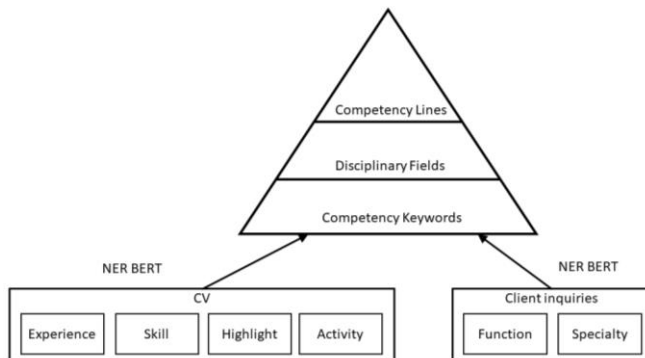 Competency Lines
Disciplinary Fields
Competency Keywords
NER BERT
NER BERT
CV
Client inquiries
Experience
Skill
Highlight
Activity
Function
Specialty